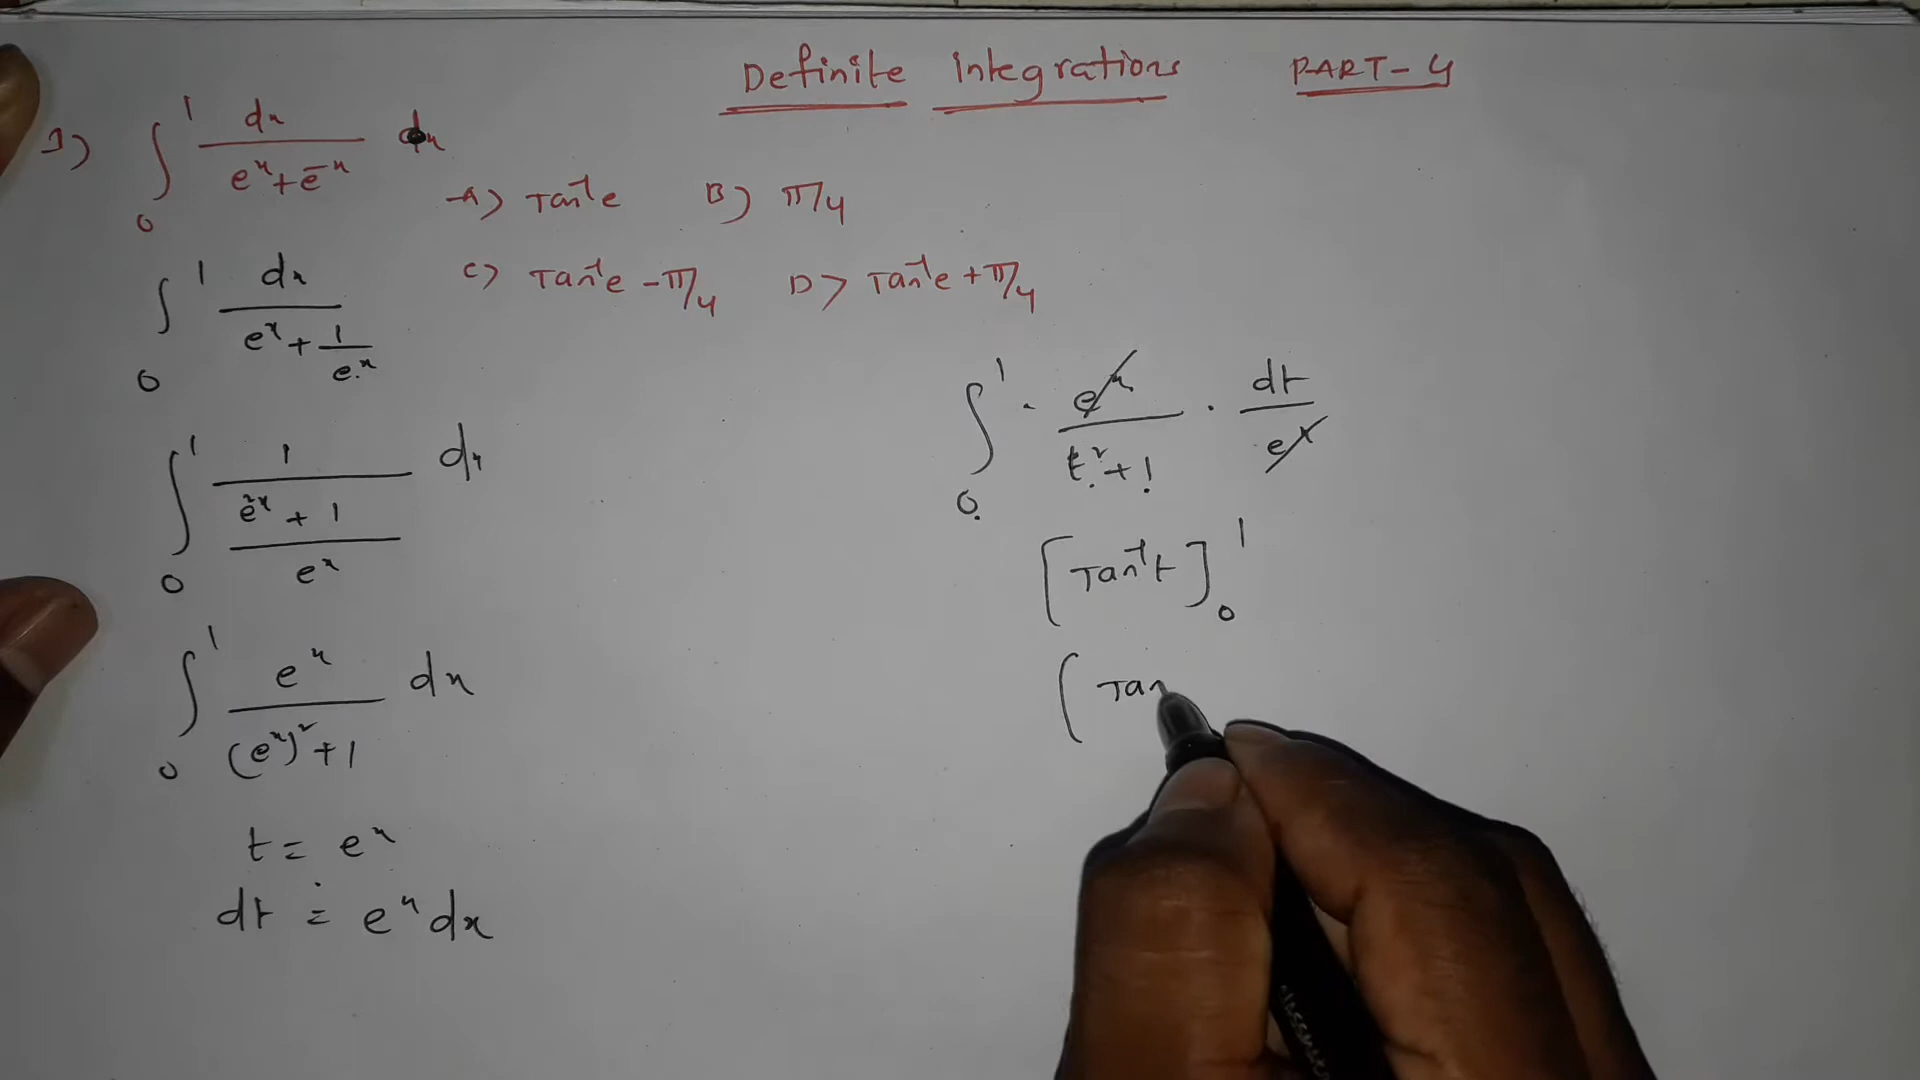 Definite Integrations PART-4
1) ∫₀¹ dx/(eˣ+e⁻ˣ) dx
A) Tan⁻¹e B) π/4
C) Tan⁻¹e - π/4 D) Tan⁻¹e + π/4
∫₀¹ dx/(eˣ + 1/eˣ)
∫₀¹ 1/((e²ˣ + 1)/eˣ) dx
∫₀¹ eˣ/((eˣ)² + 1) dx
t = eˣ
dt = eˣ dx
∫₀¹ · eˣ/(t² + 1) · dt/eˣ
[Tan⁻¹t]₀¹
( Tan